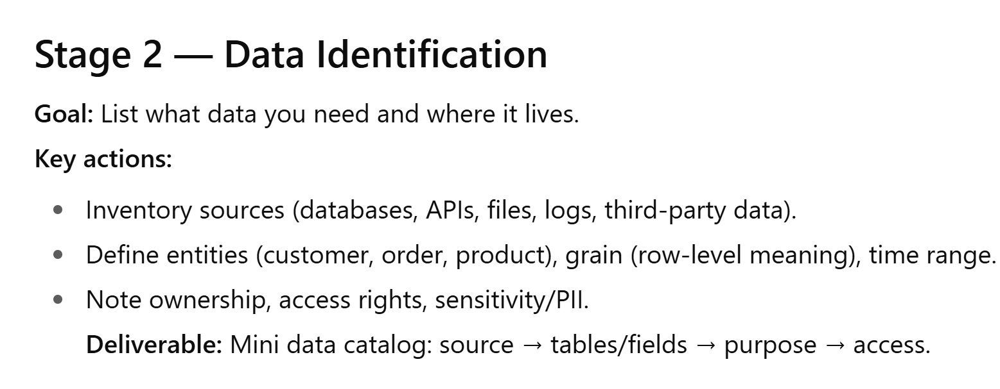 Stage 2 — Data Identification
Goal: List what data you need and where it lives.
Key actions:
• Inventory sources (databases, APIs, files, logs, third-party data).
• Define entities (customer, order, product), grain (row-level meaning), time range.
• Note ownership, access rights, sensitivity/PII.
Deliverable: Mini data catalog: source → tables/fields → purpose → access.